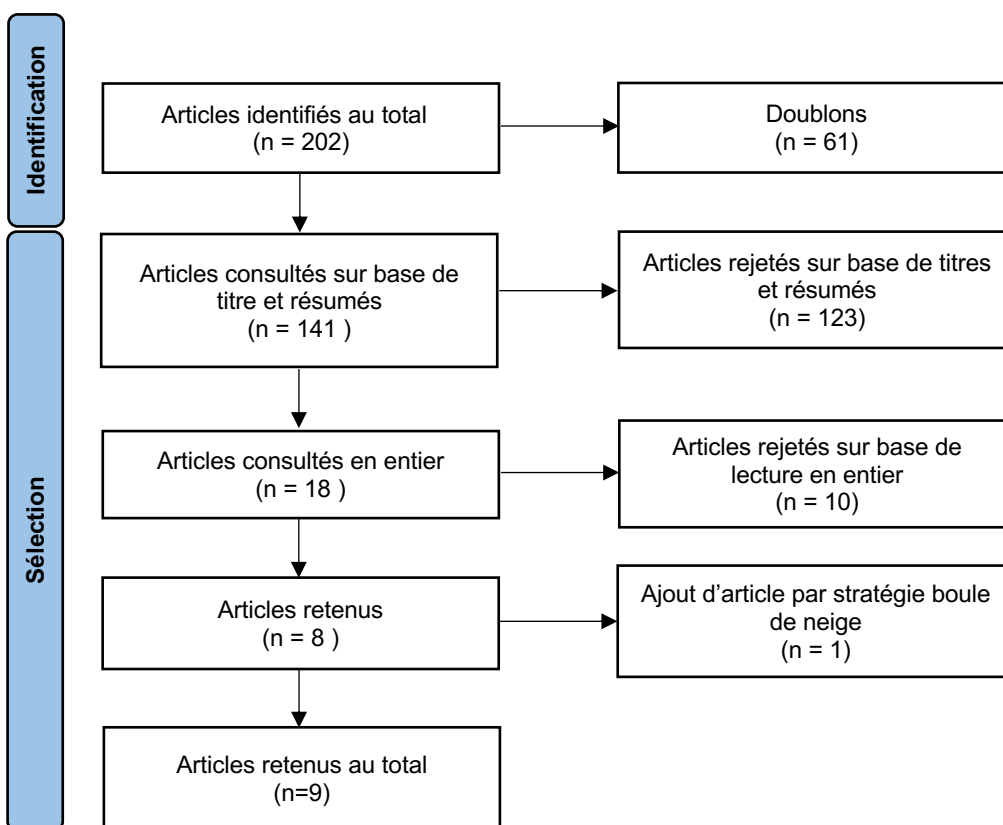 Identification
Articles identifiés au total
(n = 202)
Doublons
(n = 61)
Sélection
Articles consultés sur base de
titre et résumés
(n = 141 )
Articles rejetés sur base de titres
et résumés
(n = 123)
Articles consultés en entier
(n = 18 )
Articles rejetés sur base de
lecture en entier
(n = 10)
Articles retenus
(n = 8 )
Ajout d’article par stratégie boule
de neige
(n = 1)
Articles retenus au total
(n=9)